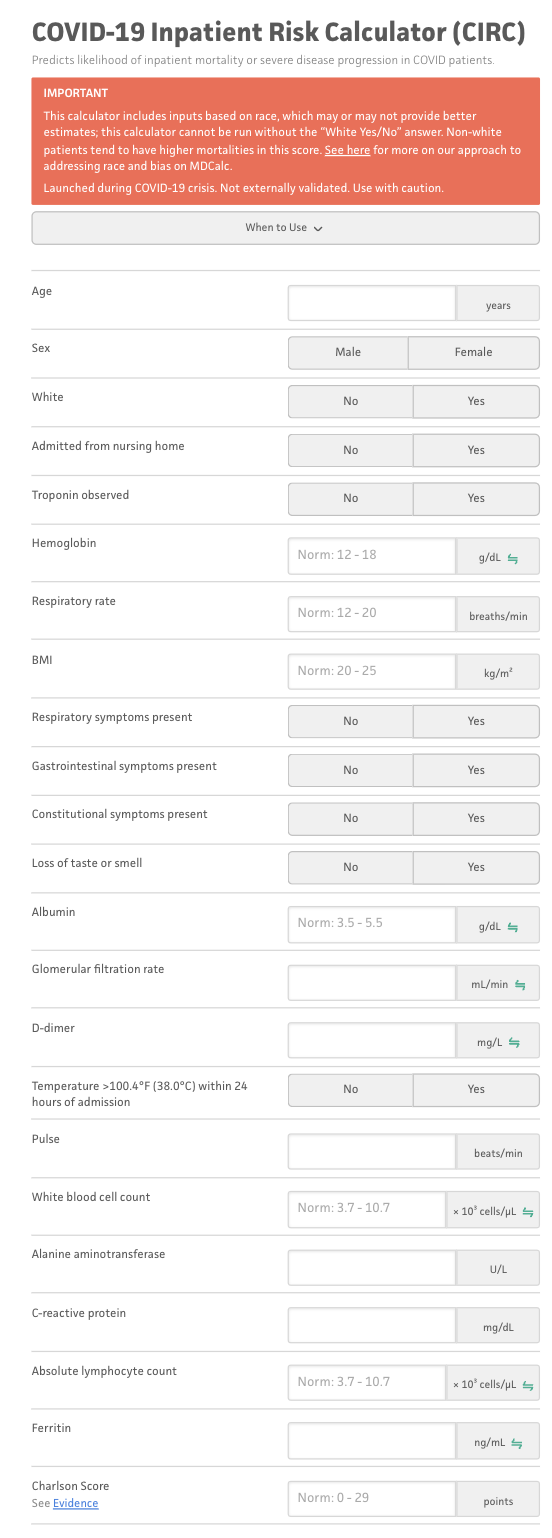 COVID-19 Inpatient Risk Calculator (CIRC)
Predicts likelihood of inpatient mortality or severe disease progression in COVID patients.
IMPORTANT
This calculator includes inputs based on race, which may or may not provide better
estimates; this calculator cannot be run without the "White Yes/No" answer. Non-white
patients tend to have higher mortalities in this score. See here for more on our approach to
addressing race and bias on MDCalc.
Launched during COVID-19 crisis. Not externally validated. Use with caution.
When to Use
Age
years
Sex
Male Female
White
No Yes
Admitted from nursing home
No Yes
Troponin observed
No Yes
Hemoglobin
Norm: 12 - 18 g/dL
Respiratory rate
Norm: 12 - 20 breaths/min
BMI
Norm: 20 - 25 kg/m²
Respiratory symptoms present
No Yes
Gastrointestinal symptoms present
No Yes
Constitutional symptoms present
No Yes
Loss of taste or smell
No Yes
Albumin
Norm: 3.5 - 5.5 g/dL
Glomerular filtration rate
mL/min
D-dimer
mg/L
Temperature >100.4°F (38.0°C) within 24
hours of admission
No Yes
Pulse
beats/min
White blood cell count
Norm: 3.7 - 10.7 × 10³ cells/μL
Alanine aminotransferase
U/L
C-reactive protein
mg/dL
Absolute lymphocyte count
Norm: 3.7 - 10.7 × 10³ cells/μL
Ferritin
ng/mL
Charlson Score
See Evidence
Norm: 0 - 29 points